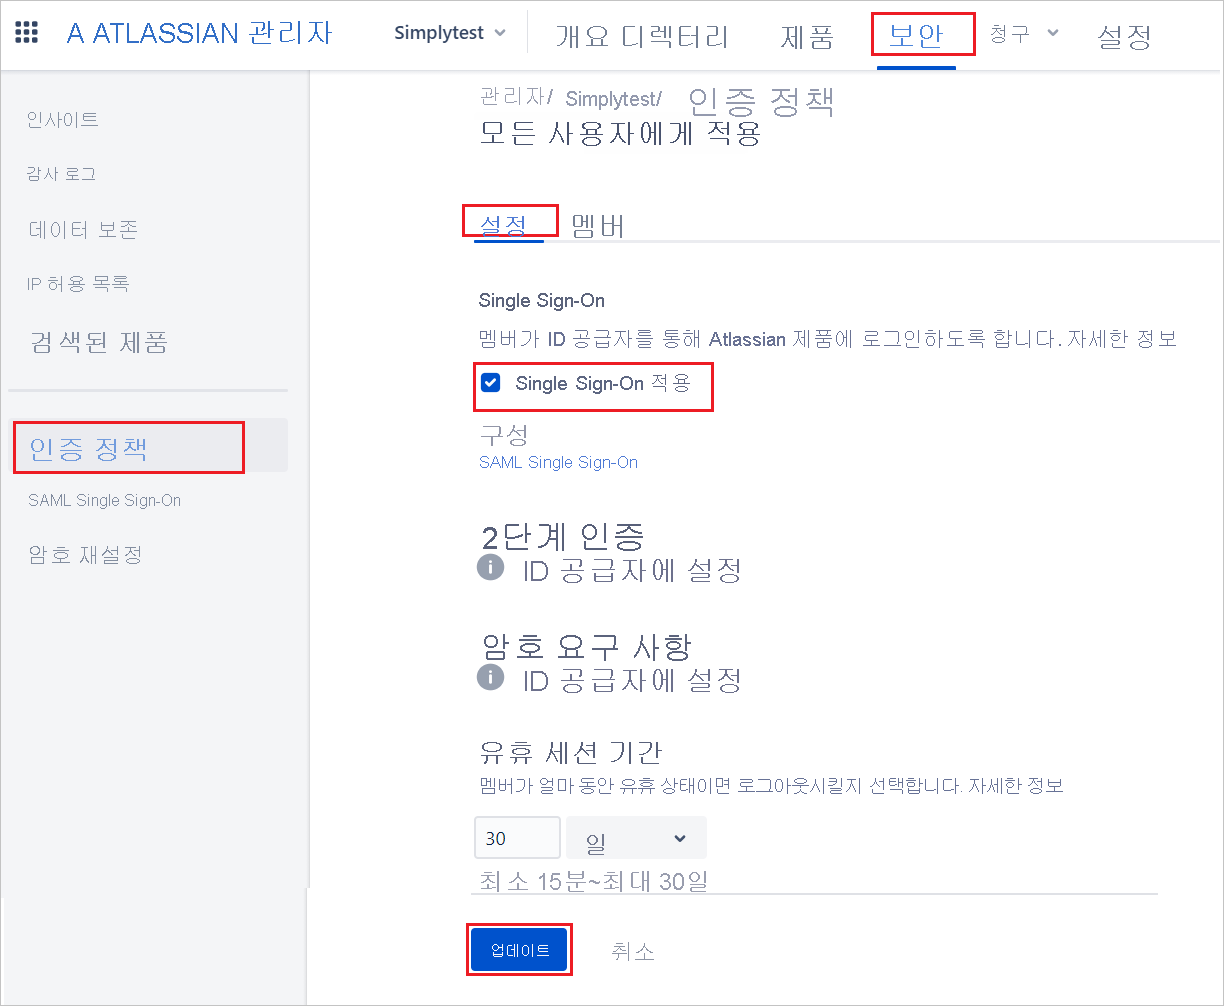 A ATLASSIAN 관리자
Simplytest
개요 디렉터리
제품
보안
청구
설정
인사이트
감사 로그
데이터 보존
IP 허용 목록
검색된 제품
인증 정책
SAML Single Sign-On
암호 재설정
관리자/ Simplytest/ 인증 정책
모든 사용자에게 적용
설정 멤버
Single Sign-On
멤버가 ID 공급자를 통해 Atlassian 제품에 로그인하도록 합니다. 자세한 정보
Single Sign-On 적용
구성
SAML Single Sign-On
2단계 인증
ID 공급자에 설정
암호 요구 사항
ID 공급자에 설정
유휴 세션 기간
멤버가 얼마 동안 유휴 상태이면 로그아웃시킬지 선택합니다. 자세한 정보
30 일
최소 15분~최대 30일
업데이트 취소